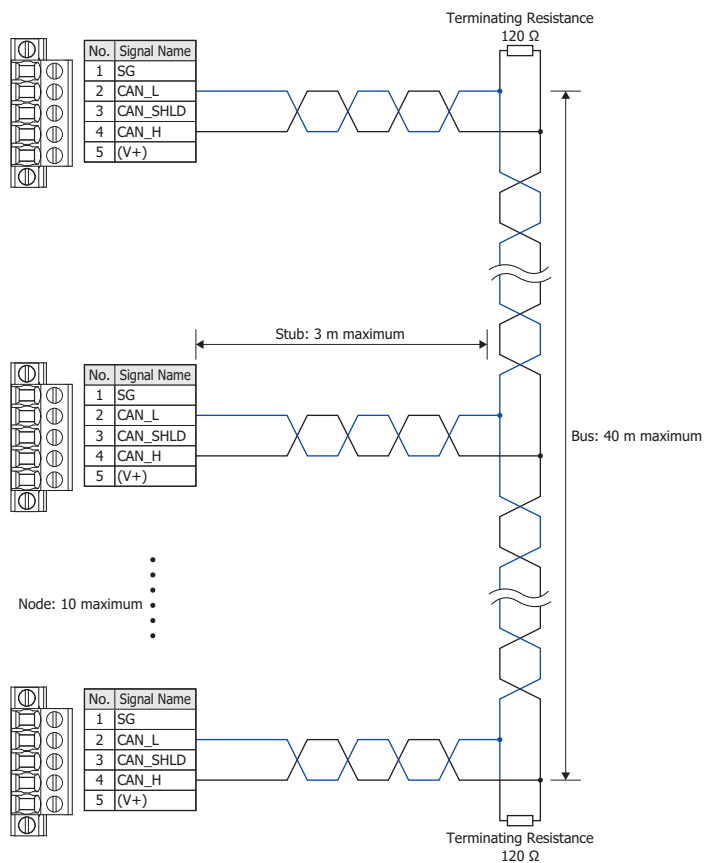 Terminating Resistance
120 Ω
No. Signal Name
1 SG
2 CAN_L
3 CAN_SHLD
4 CAN_H
5 (V+)
Stub: 3 m maximum
No. Signal Name
1 SG
2 CAN_L
3 CAN_SHLD
4 CAN_H
5 (V+)
Bus: 40 m maximum
Node: 10 maximum
No. Signal Name
1 SG
2 CAN_L
3 CAN_SHLD
4 CAN_H
5 (V+)
Terminating Resistance
120 Ω